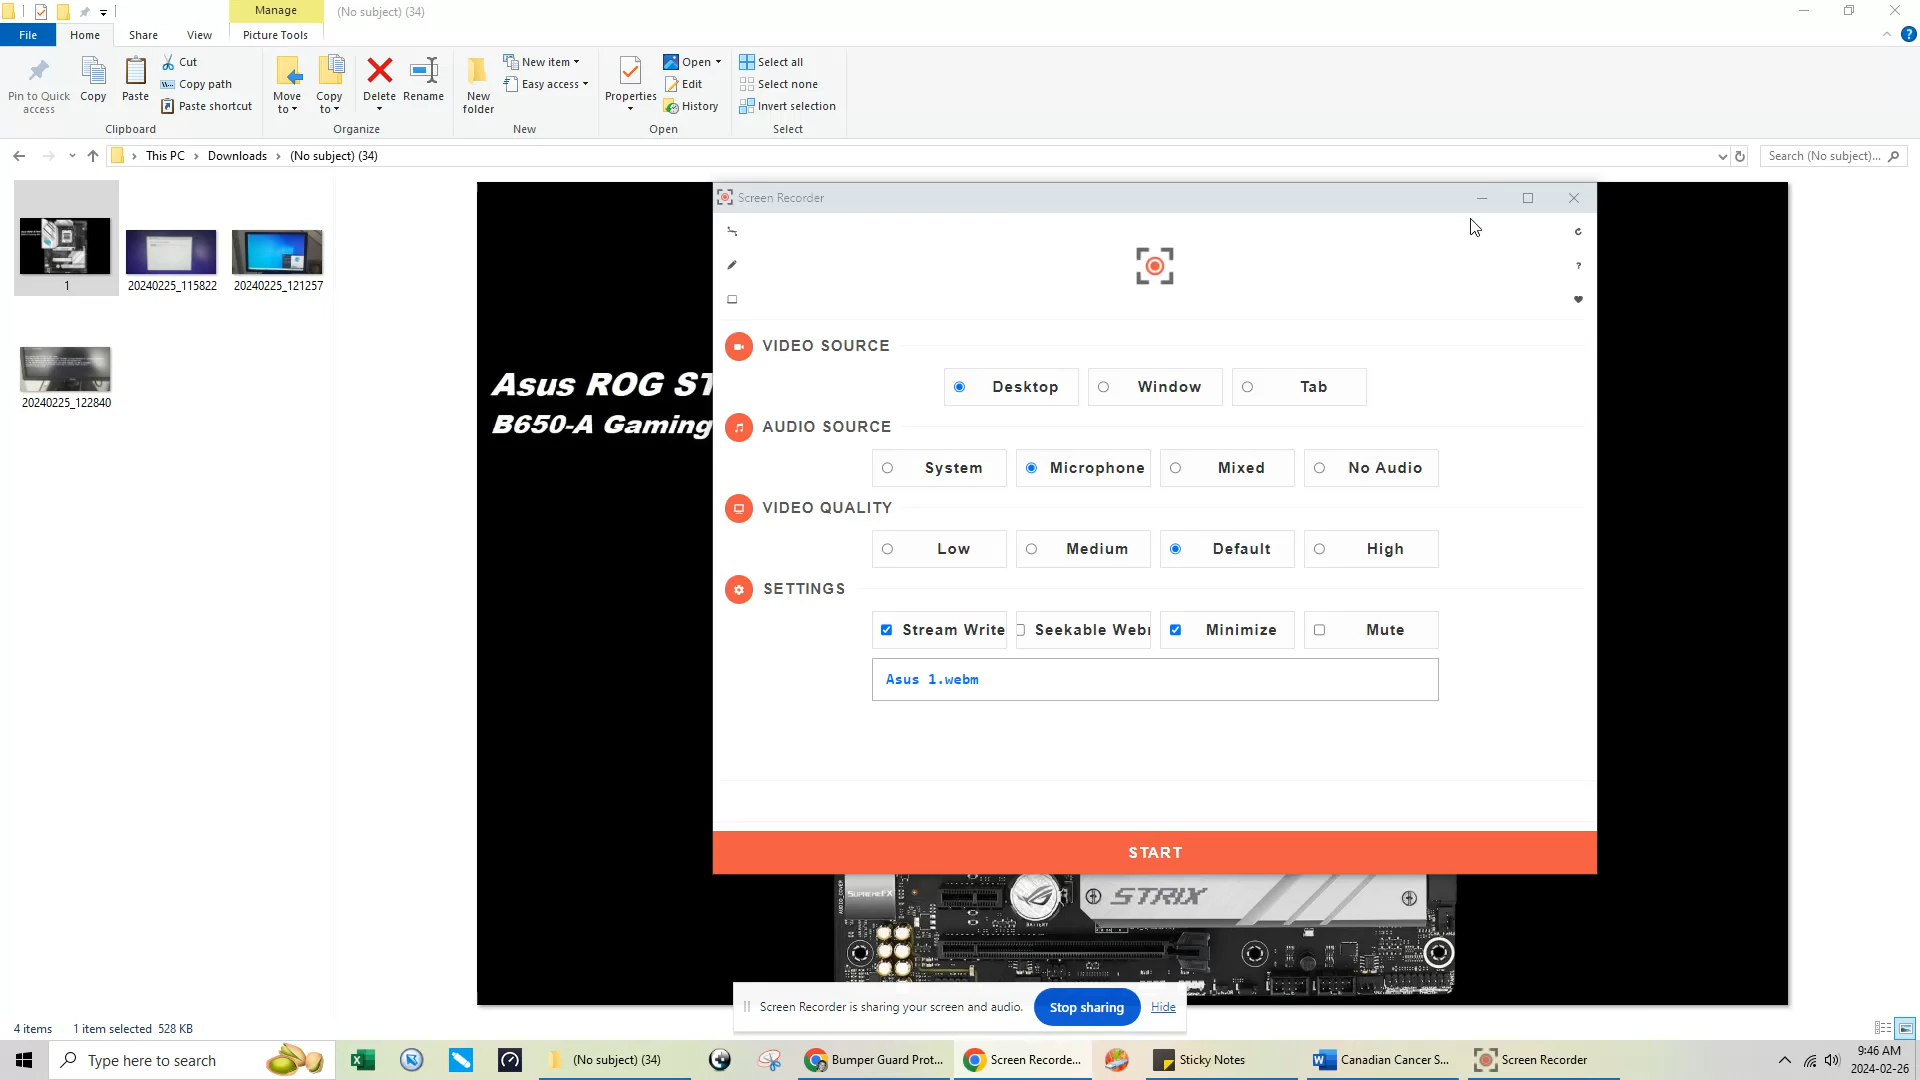 Manage
(No subject) (34)
File
Home
Share
View
Picture Tools
Pin to Quick access
Copy
Paste
Cut
Copy path
Paste shortcut
Clipboard
Move to
Copy to
Delete
Rename
Organize
New folder
New item
Easy access
New
Properties
Open
Edit
History
Open
Select all
Select none
Invert selection
Select
This PC
Downloads
(No subject) (34)
Search (No subject)...
1
20240225_115822
20240225_121257
20240225_122840
Asus ROG ST
B650-A Gaming
Screen Recorder
VIDEO SOURCE
Desktop
Window
Tab
AUDIO SOURCE
System
Microphone
Mixed
No Audio
VIDEO QUALITY
Low
Medium
Default
High
SETTINGS
Stream Write
Seekable Web
Minimize
Mute
Asus 1.webm
START
SUPREMEFX
AUDIO_COVER
BATTERY
STRIX
Screen Recorder is sharing your screen and audio.
Stop sharing
Hide
4 items
1 item selected 528 KB
Type here to search
(No subject) (34)
Bumper Guard Prot...
Screen Recorde...
Sticky Notes
Canadian Cancer S...
Screen Recorder
9:46 AM
2024-02-26